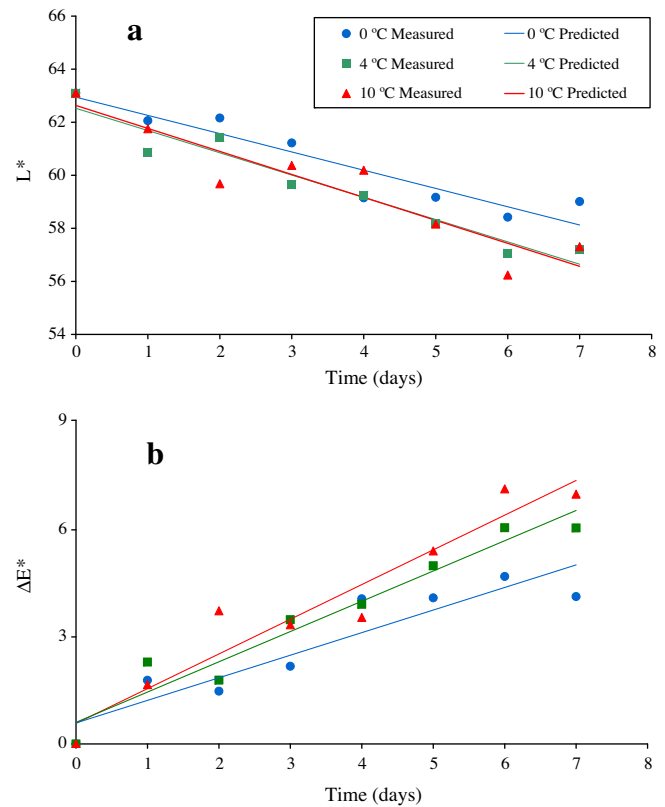 a
0 ºC Measured 0 ºC Predicted
4 ºC Measured 4 ºC Predicted
10 ºC Measured 10 ºC Predicted
66
64
62
60
58
56
54
L*
0 1 2 3 4 5 6 7 8
Time (days)
b
9
6
3
0
ΔE*
0 1 2 3 4 5 6 7 8
Time (days)